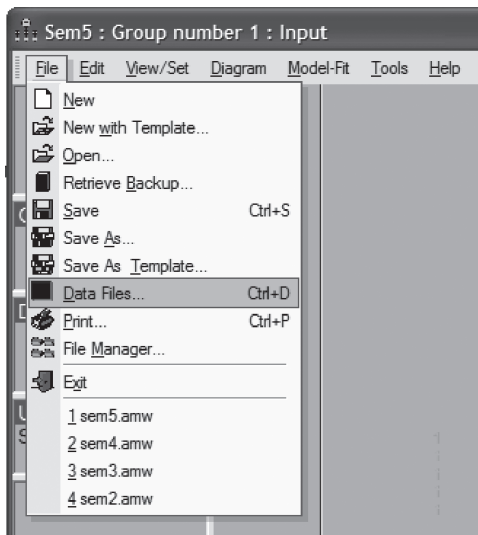 Sem5 : Group number 1 : Input
File Edit View/Set Diagram Model-Fit Tools Help
New
New with Template...
Open...
Retrieve Backup...
Save Ctrl+S
Save As...
Save As Template...
Data Files... Ctrl+D
Print... Ctrl+P
File Manager...
Exit
1 sem5.amw
2 sem4.amw
3 sem3.amw
4 sem2.amw